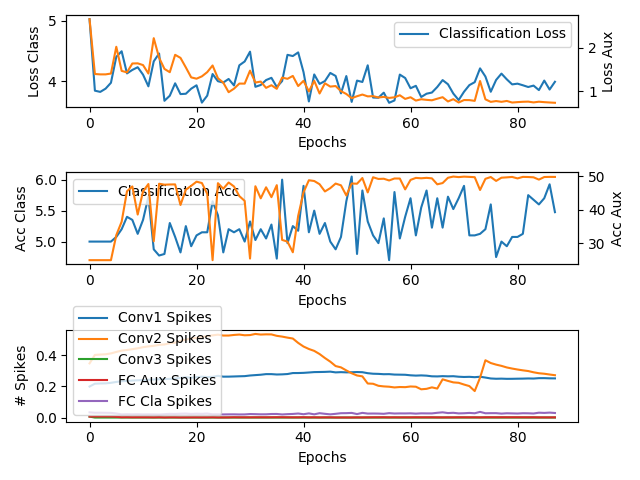 5
4
Loss Class
Classification Loss
2
1
Loss Aux
0 20 40 60 80
Epochs
6.0
5.5
5.0
Acc Class
Classification Acc
50
40
30
Acc Aux
0 20 40 60 80
Epochs
Conv1 Spikes
Conv2 Spikes
Conv3 Spikes
FC Aux Spikes
FC Cla Spikes
0.4
0.2
0.0
# Spikes
0 20 40 60 80
Epochs